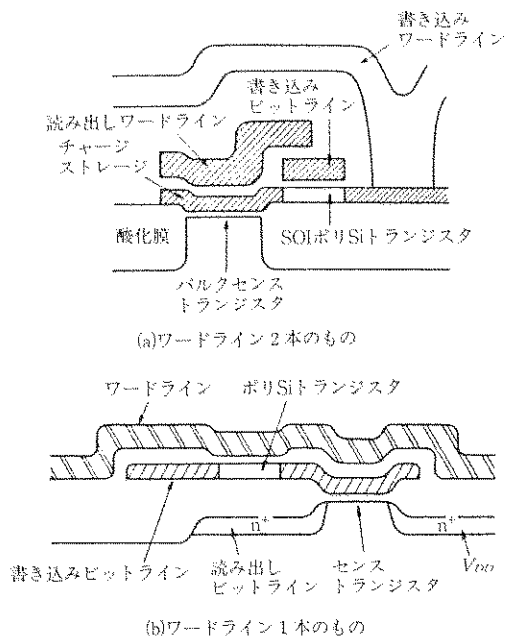 書き込み
ワードライン
書き込み
ビットライン
読み出しワードライン
チャージ
ストレージ
酸化膜
SOIポリSiトランジスタ
バルクセンス
トランジスタ
(a)ワードライン2本のもの
ワードライン
ポリSiトランジスタ
n⁺
n⁺
書き込みビットライン
読み出し
ビットライン
センス
トランジスタ
VDD
(b)ワードライン1本のもの